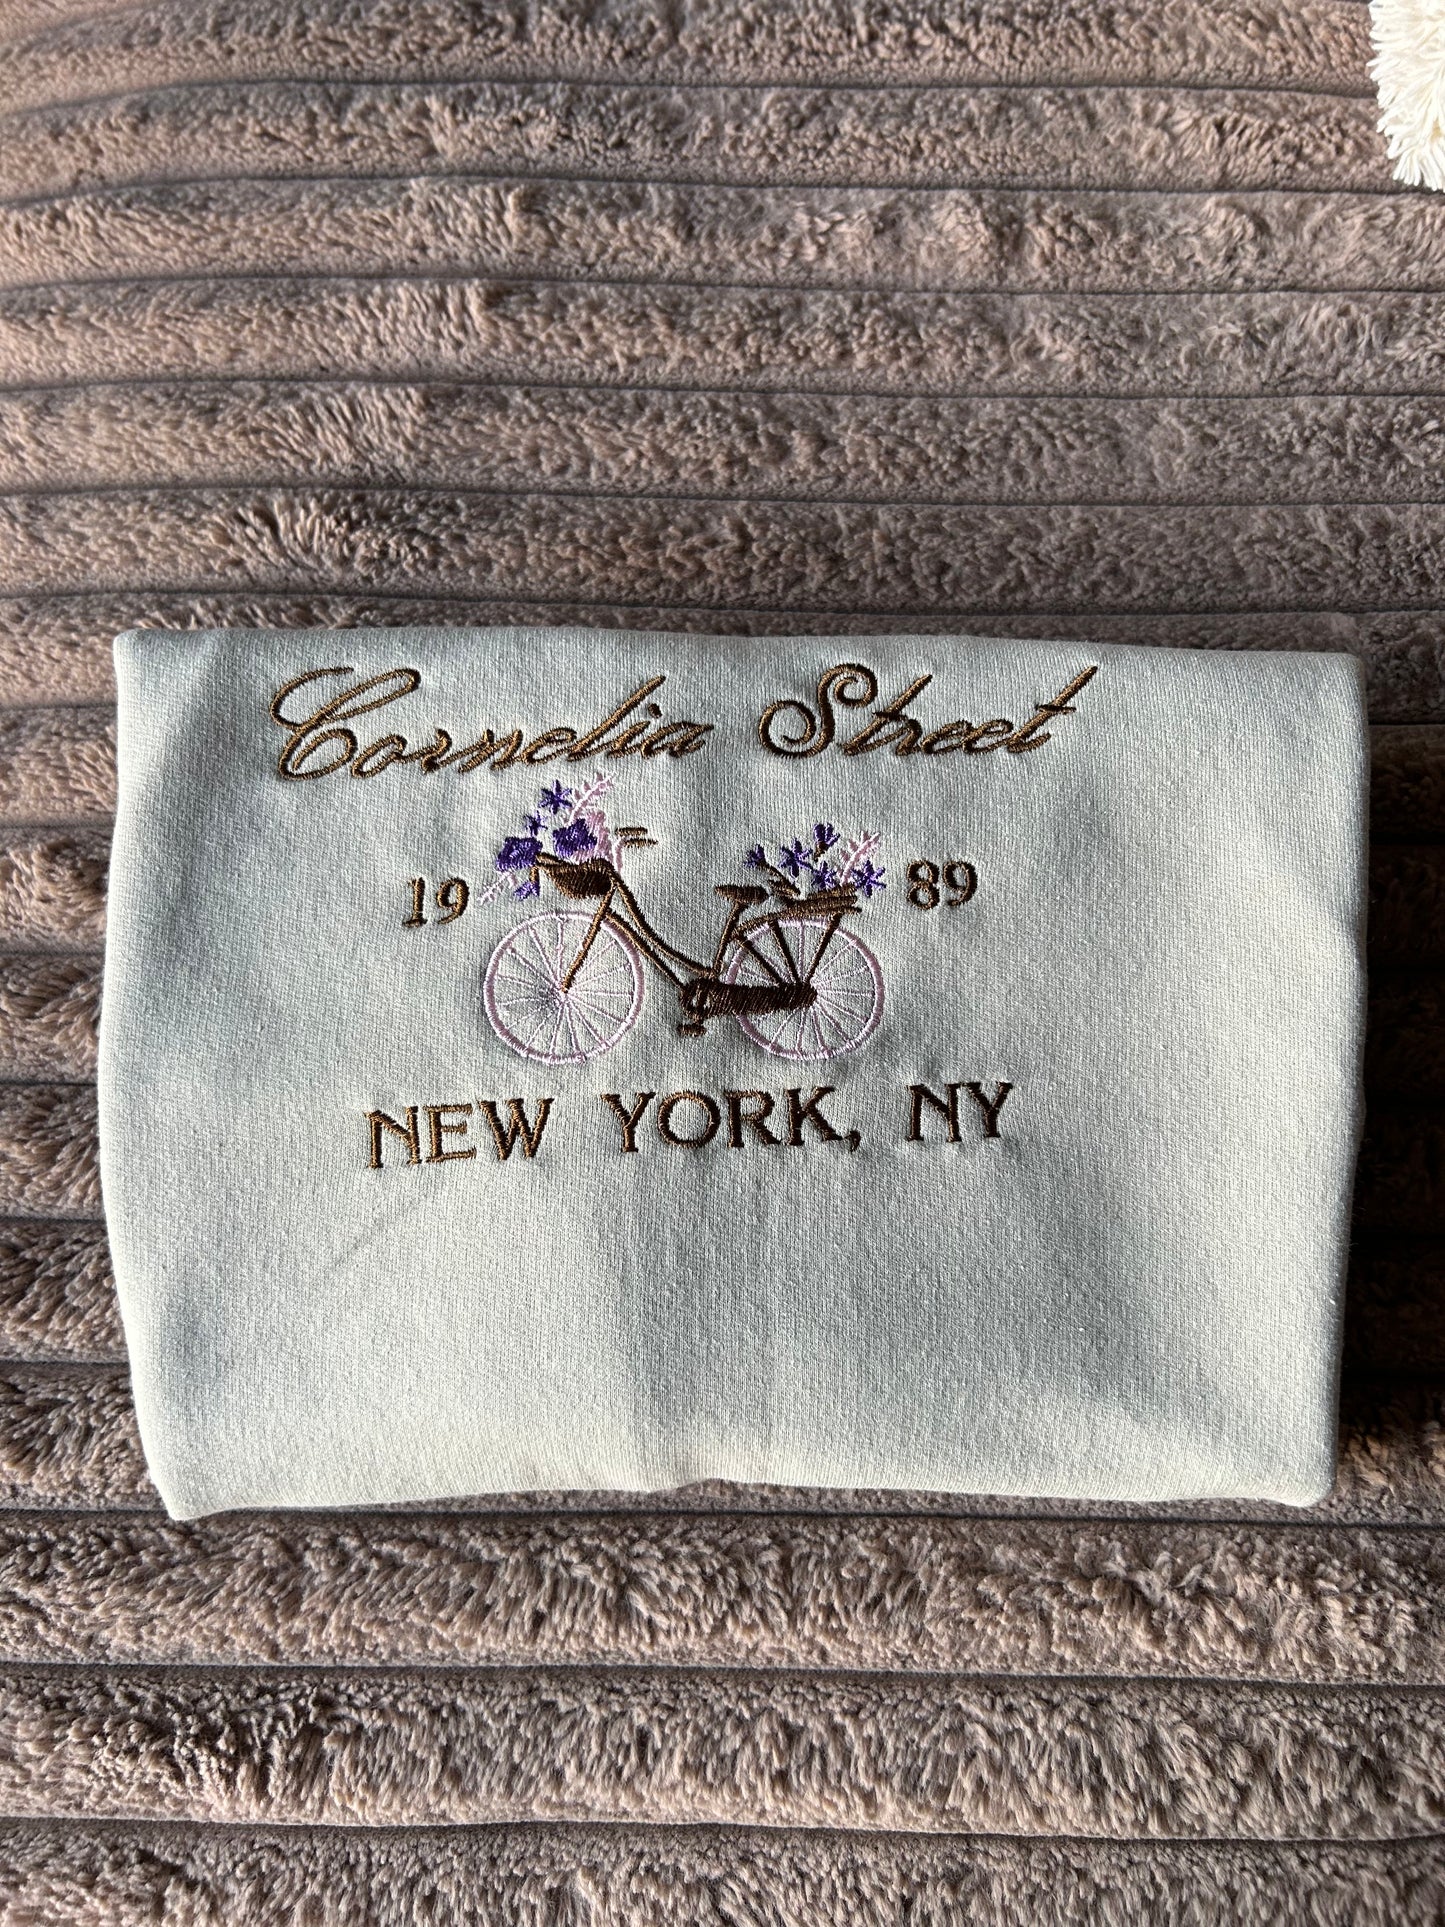 Cornelia Street
19 89
NEW YORK, NY